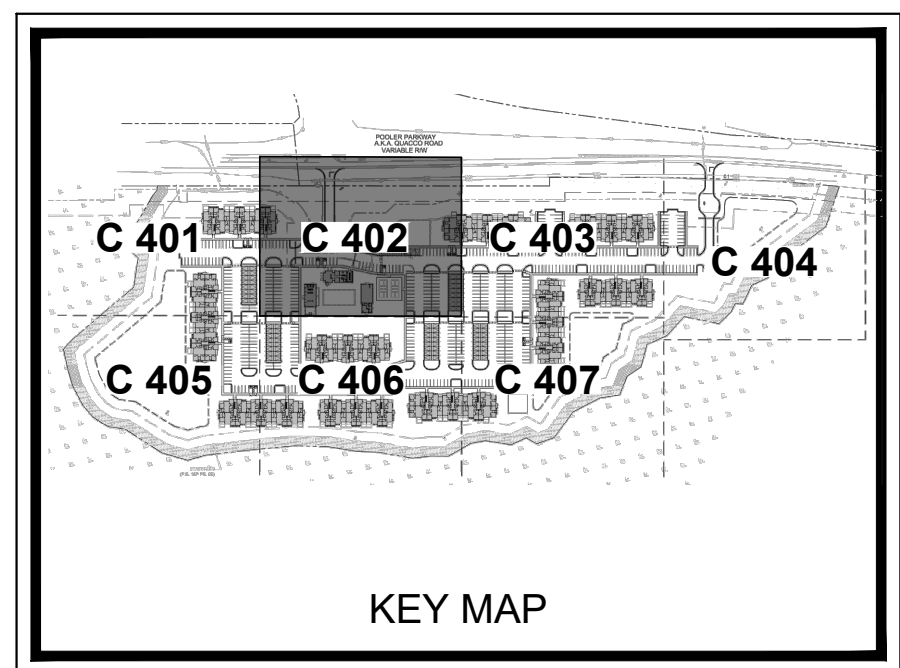 POOLER PARKWAY
A.K.A. QUACCO ROAD
VARIABLE R/W
C 401
C 402
C 403
C 404
C 405
C 406
C 407
KEY MAP